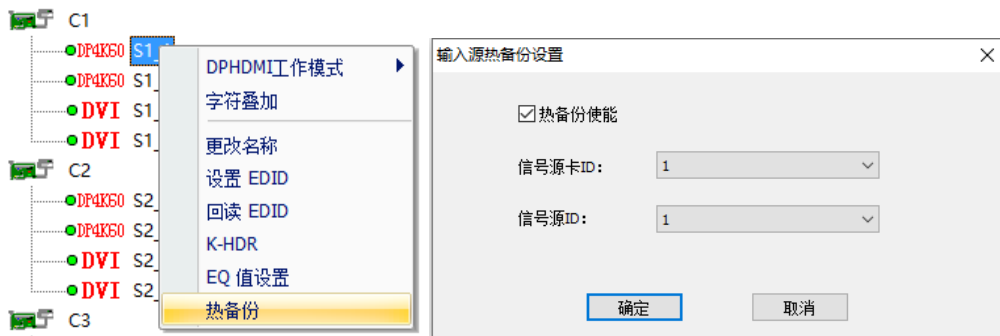 C1
DP4K60 S1_
DP4K60 S1_
DVI S1_
DVI S1_
C2
DP4K60 S2_
DP4K60 S2_
DVI S2_
DVI S2_
C3
DPHDMI工作模式
字符叠加
更改名称
设置 EDID
回读 EDID
K-HDR
EQ 值设置
热备份
输入源热备份设置
热备份使能
信号源卡ID: 1
信号源ID: 1
确定 取消